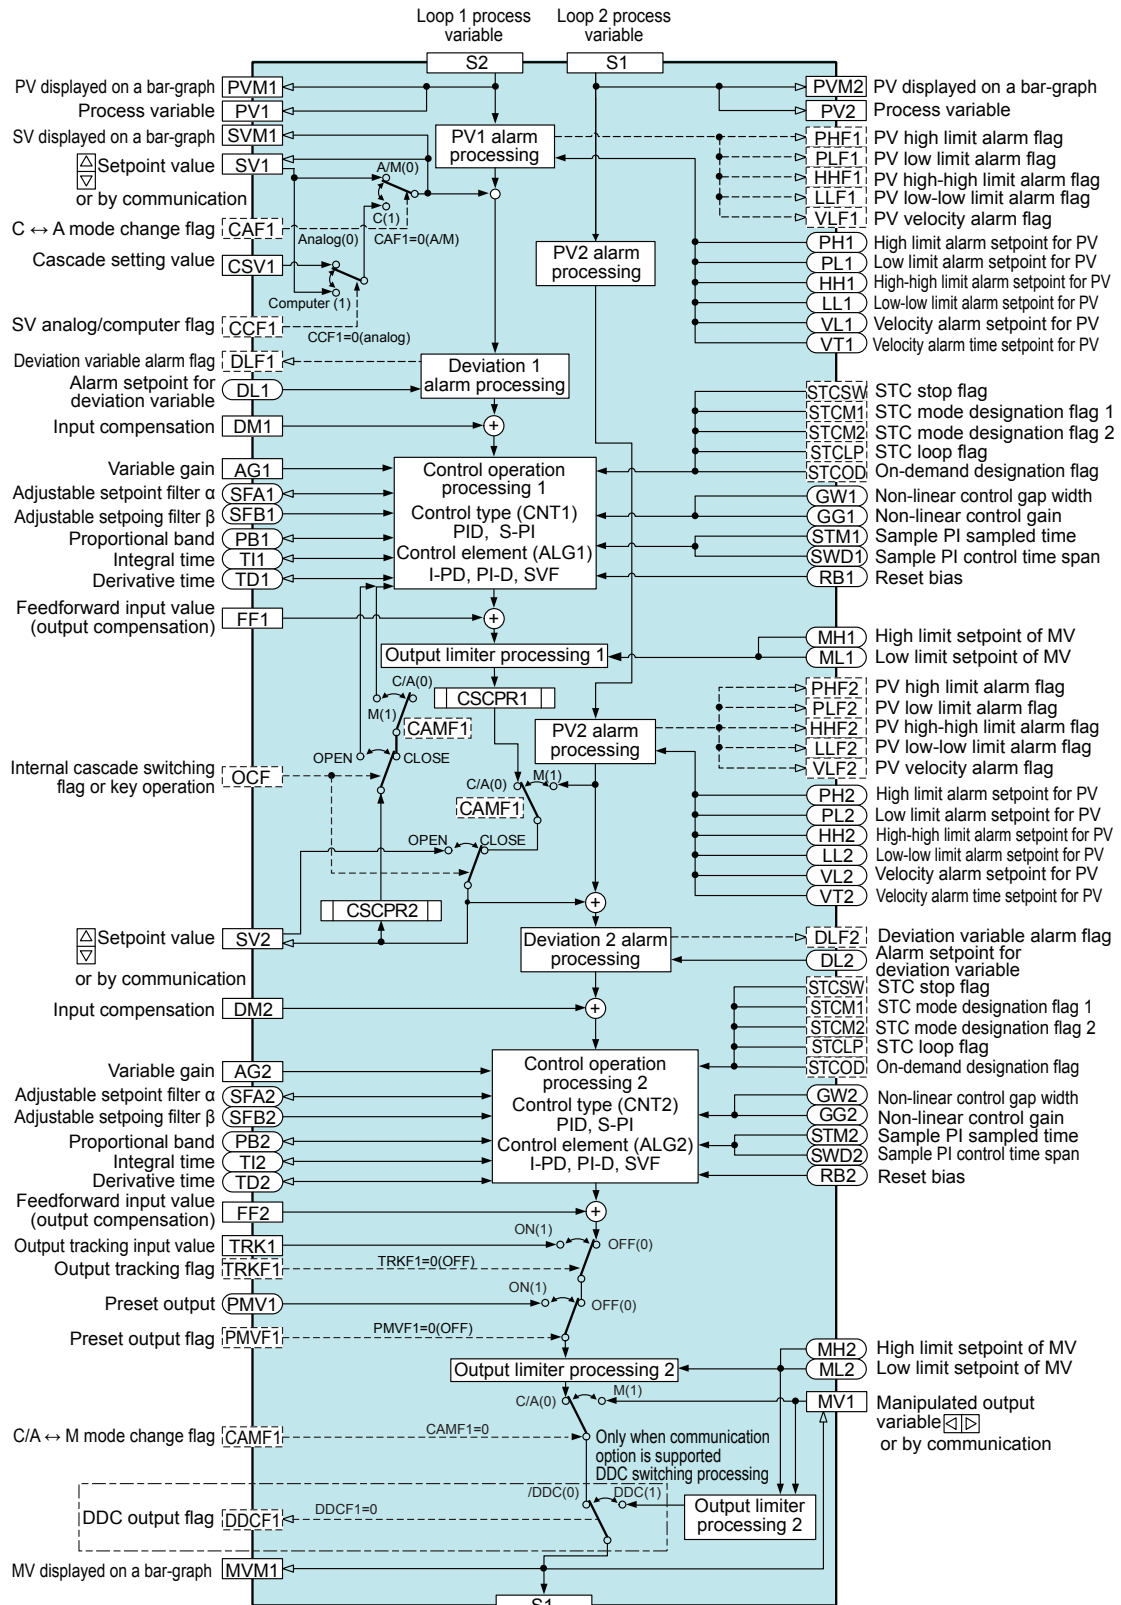 Loop 1 process
variable
Loop 2 process
variable
S2
S1
PV displayed on a bar-graph PVM1
Process variable PV1
SV displayed on a bar-graph SVM1
△ Setpoint value SV1
▽
or by communication
C ↔ A mode change flag CAF1
Cascade setting value CSV1
SV analog/computer flag CCF1
Deviation variable alarm flag DLF1
Alarm setpoint for
deviation variable DL1
Input compensation DM1
Variable gain AG1
Adjustable setpoint filter α SFA1
Adjustable setpoing filter β SFB1
Proportional band PB1
Integral time TI1
Derivative time TD1
Feedforward input value
(output compensation) FF1
Internal cascade switching
flag or key operation OCF
△ Setpoint value SV2
▽
or by communication
Input compensation DM2
Variable gain AG2
Adjustable setpoint filter α SFA2
Adjustable setpoing filter β SFB2
Proportional band PB2
Integral time TI2
Derivative time TD2
Feedforward input value
(output compensation) FF2
Output tracking input value TRK1
Output tracking flag TRKF1
Preset output PMV1
Preset output flag PMVF1
C/A ↔ M mode change flag CAMF1
DDC output flag DDCF1
MV displayed on a bar-graph MVM1
PV1 alarm
processing
A/M(0)
C(1)
CAF1=0(A/M)
Analog(0)
Computer (1)
CCF1=0(analog)
PV2 alarm
processing
Deviation 1
alarm processing
+
Control operation
processing 1
Control type (CNT1)
PID, S-PI
Control element (ALG1)
I-PD, PI-D, SVF
+
Output limiter processing 1
CSCPR1
C/A(0)
M(1)
CAMF1
OPEN
CLOSE
PV2 alarm
processing
C/A(0)
M(1)
CAMF1
OPEN
CLOSE
CSCPR2
+
Deviation 2 alarm
processing
+
Control operation
processing 2
Control type (CNT2)
PID, S-PI
Control element (ALG2)
I-PD, PI-D, SVF
+
ON(1)
OFF(0)
TRKF1=0(OFF)
ON(1)
OFF(0)
PMVF1=0(OFF)
Output limiter processing 2
C/A(0)
M(1)
CAMF1=0
Only when communication
option is supported
DDC switching processing
/DDC(0)
DDC(1)
DDCF1=0
Output limiter
processing 2
S1
PVM2 PV displayed on a bar-graph
PV2 Process variable
PHF1 PV high limit alarm flag
PLF1 PV low limit alarm flag
HHF1 PV high-high limit alarm flag
LLF1 PV low-low limit alarm flag
VLF1 PV velocity alarm flag
PH1 High limit alarm setpoint for PV
PL1 Low limit alarm setpoint for PV
HH1 High-high limit alarm setpoint for PV
LL1 Low-low limit alarm setpoint for PV
VL1 Velocity alarm setpoint for PV
VT1 Velocity alarm time setpoint for PV
STCSW STC stop flag
STCM1 STC mode designation flag 1
STCM2 STC mode designation flag 2
STCLP STC loop flag
STCOD On-demand designation flag
GW1 Non-linear control gap width
GG1 Non-linear control gain
STM1 Sample PI sampled time
SWD1 Sample PI control time span
RB1 Reset bias
MH1 High limit setpoint of MV
ML1 Low limit setpoint of MV
PHF2 PV high limit alarm flag
PLF2 PV low limit alarm flag
HHF2 PV high-high limit alarm flag
LLF2 PV low-low limit alarm flag
VLF2 PV velocity alarm flag
PH2 High limit alarm setpoint for PV
PL2 Low limit alarm setpoint for PV
HH2 High-high limit alarm setpoint for PV
LL2 Low-low limit alarm setpoint for PV
VL2 Velocity alarm setpoint for PV
VT2 Velocity alarm time setpoint for PV
DLF2 Deviation variable alarm flag
DL2 Alarm setpoint for
deviation variable
STCSW STC stop flag
STCM1 STC mode designation flag 1
STCM2 STC mode designation flag 2
STCLP STC loop flag
STCOD On-demand designation flag
GW2 Non-linear control gap width
GG2 Non-linear control gain
STM2 Sample PI sampled time
SWD2 Sample PI control time span
RB2 Reset bias
MH2 High limit setpoint of MV
ML2 Low limit setpoint of MV
MV1 Manipulated output
variable ◁ ▷
or by communication